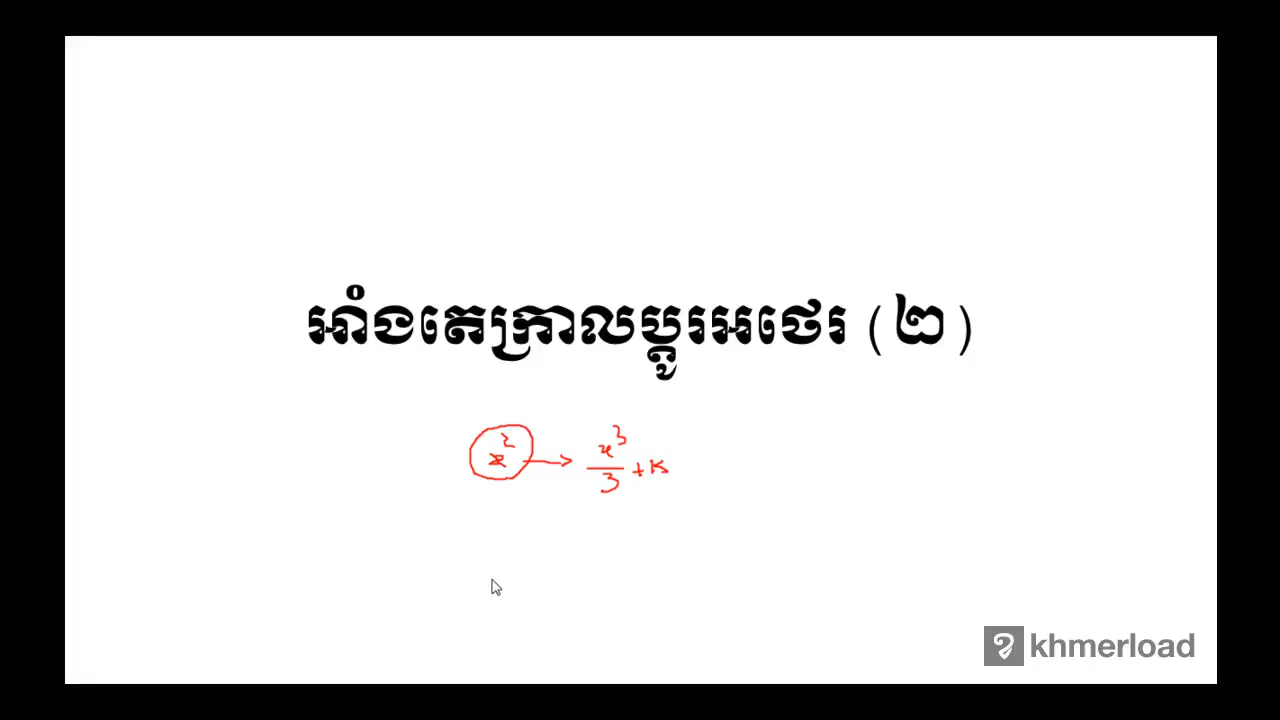 អាំងតេក្រាលប្តូរអថេរ (២)
x² → x³/3 + k
khmerload